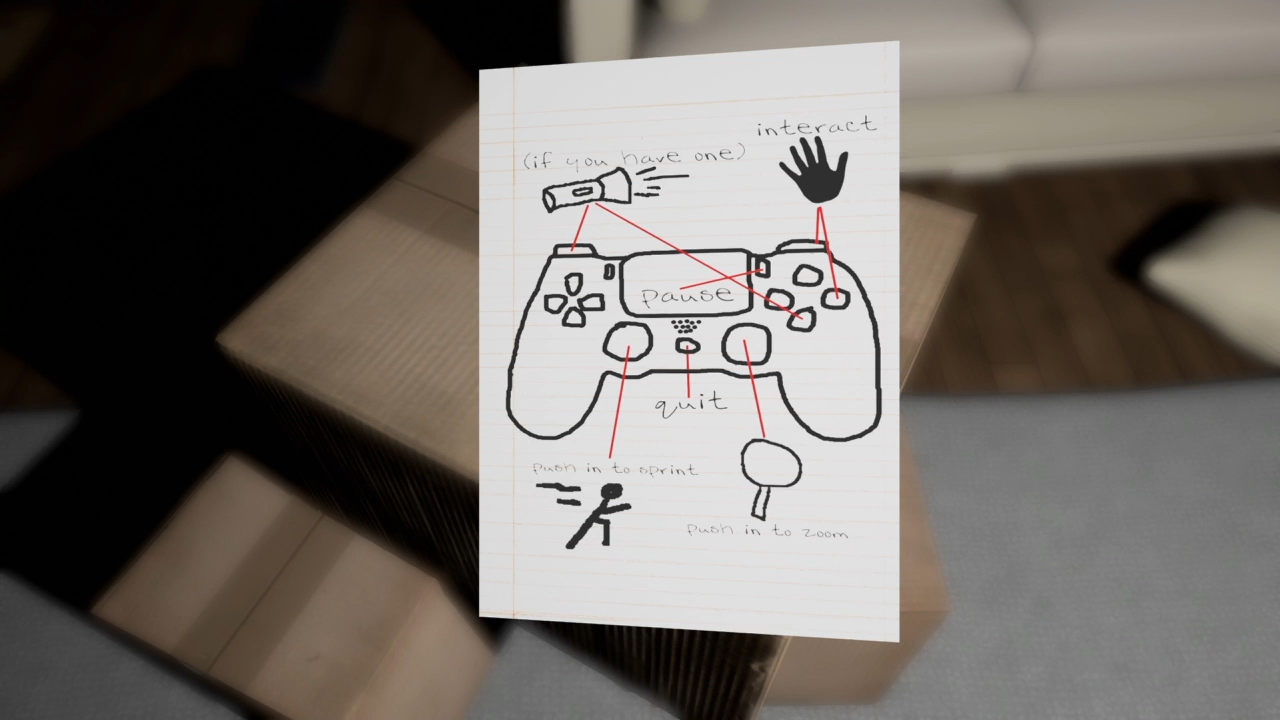 interact
(if you have one)
pause
quit
push in to sprint
push in to zoom